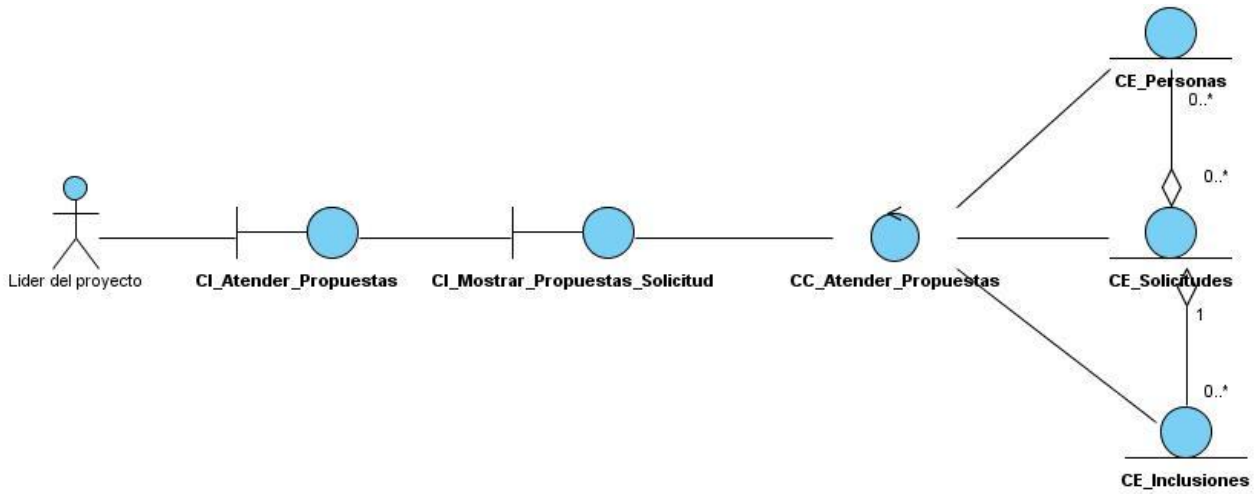 CE_Personas
0..*
0..*
Lider del proyecto
CI_Atender_Propuestas
CI_Mostrar_Propuestas_Solicitud
CC_Atender_Propuestas
CE_Solicitudes
1
0..*
CE_Inclusiones